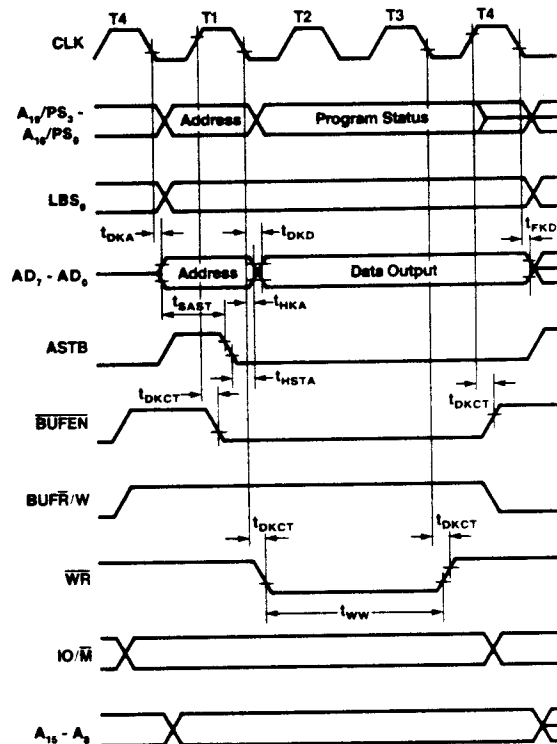 T4 T1 T2 T3 T4
CLK
A₁₉/PS₃ -
A₁₆/PS₀
Address
Program Status
LBS₀
tDKA
tDKD
tFKD
AD₇ - AD₀
Address
Data Output
tSAST
tHKA
ASTB
tHSTA
tDKCT
tDKCT
BUFEN
BUFR/W
tDKCT
tDKCT
WR
tWW
IO/M
A₁₅ - A₈